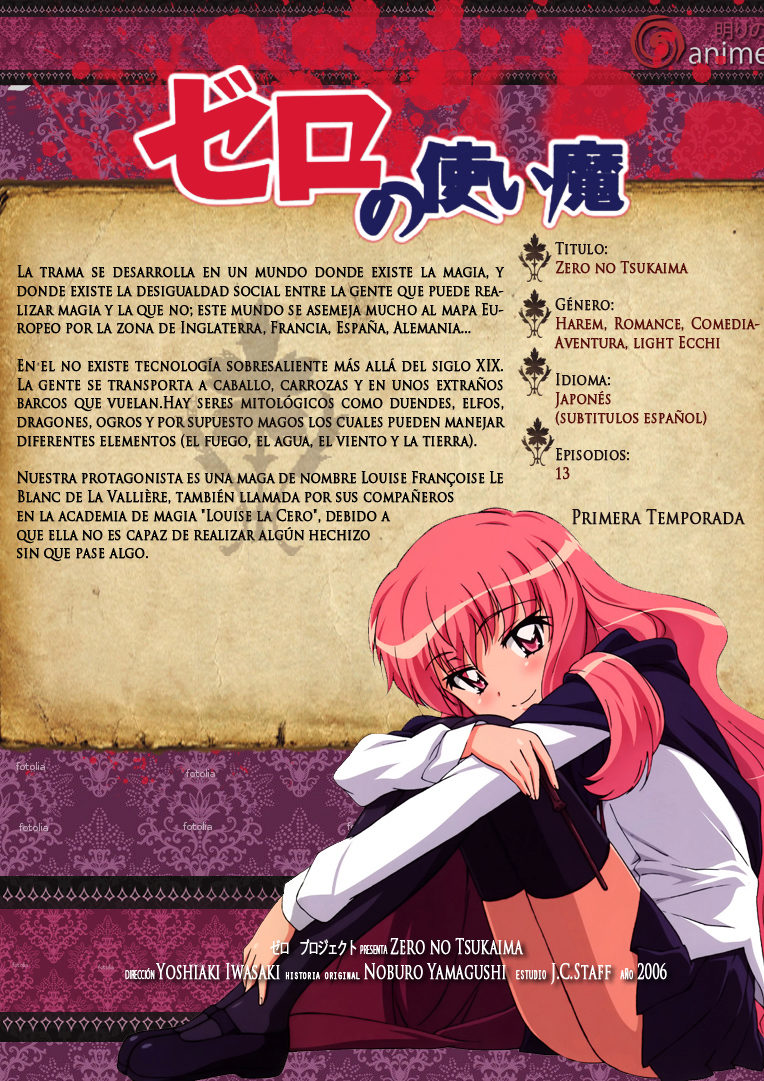 明りの
anime
ゼロの使い魔
LA TRAMA SE DESARROLLA EN UN MUNDO DONDE EXISTE LA MAGIA, Y
DONDE EXISTE LA DESIGUALDAD SOCIAL ENTRE LA GENTE QUE PUEDE REA-
LIZAR MAGIA Y LA QUE NO; ESTE MUNDO SE ASEMEJA MUCHO AL MAPA EU-
ROPEO POR LA ZONA DE INGLATERRA, FRANCIA, ESPAÑA, ALEMANIA...
EN EL NO EXISTE TECNOLOGÍA SOBRESALIENTE MÁS ALLÁ DEL SIGLO XIX.
LA GENTE SE TRANSPORTA A CABALLO, CARROZAS Y EN UNOS EXTRAÑOS
BARCOS QUE VUELAN.HAY SERES MITOLÓGICOS COMO DUENDES, ELFOS,
DRAGONES, OGROS Y POR SUPUESTO MAGOS LOS CUALES PUEDEN MANEJAR
DIFERENTES ELEMENTOS (EL FUEGO, EL AGUA, EL VIENTO Y LA TIERRA).
NUESTRA PROTAGONISTA ES UNA MAGA DE NOMBRE LOUISE FRANÇOISE LE
BLANC DE LA VALLIÈRE, TAMBIÉN LLAMADA POR SUS COMPAÑEROS
EN LA ACADEMIA DE MAGIA "LOUISE LA CERO", DEBIDO A
QUE ELLA NO ES CAPAZ DE REALIZAR ALGÚN HECHIZO
SIN QUE PASE ALGO.
TITULO:
ZERO NO TSUKAIMA
GÉNERO:
HAREM, ROMANCE, COMEDIA-
AVENTURA, LIGHT ECCHI
IDIOMA:
JAPONÉS
(SUBTITULOS ESPAÑOL)
EPISODIOS:
13
PRIMERA TEMPORADA
fotolia
fotolia
fotolia
fotolia
ゼロ プロジェクト PRESENTA ZERO NO TSUKAIMA
DIRECCIÓN YOSHIAKI IWASAKI HISTORIA ORIGINAL NOBURO YAMAGUSHI ESTUDIO J.C.STAFF AÑO 2006